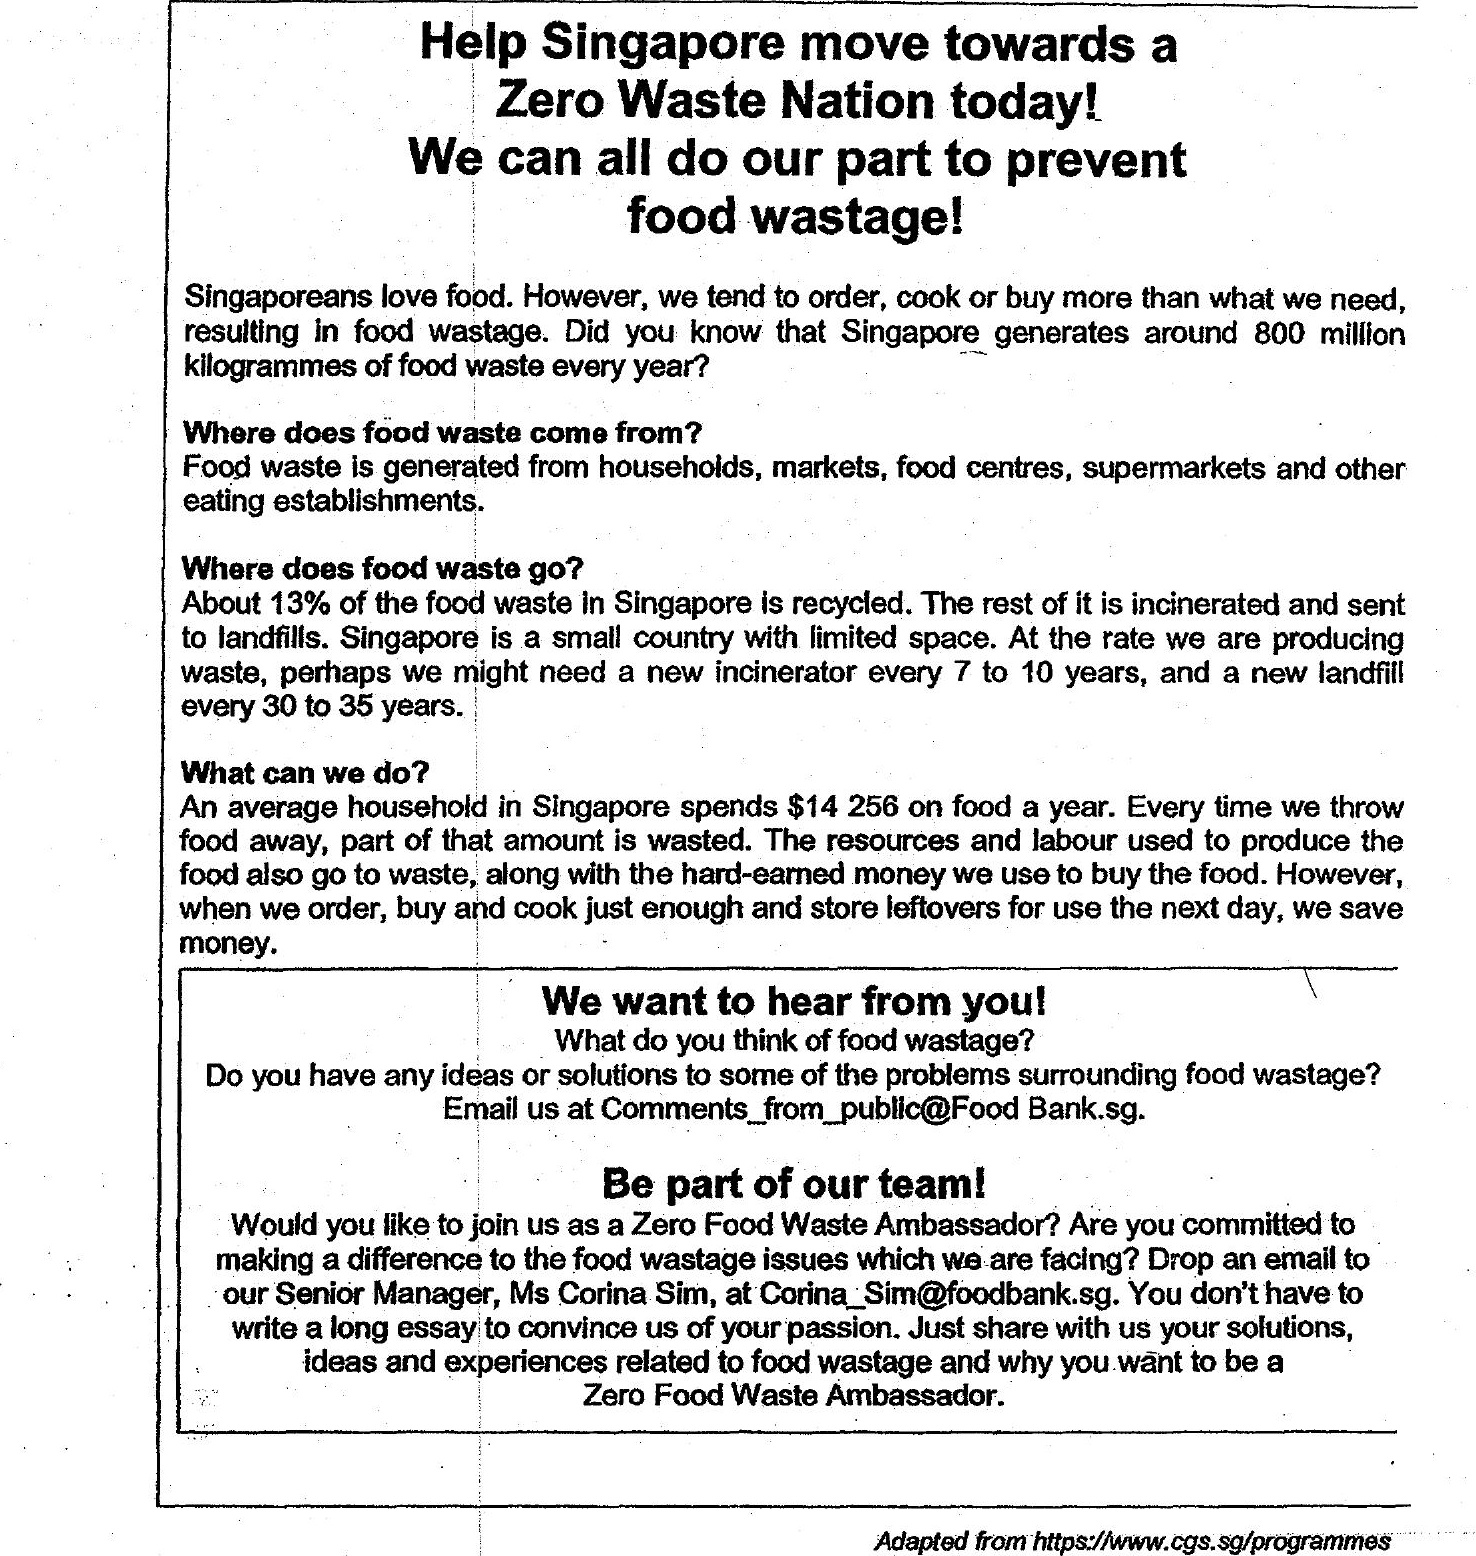 Help Singapore move towards a
Zero Waste Nation today!
We can all do our part to prevent
food wastage!
Singaporeans love food. However, we tend to order, cook or buy more than what we need,
resulting in food wastage. Did you know that Singapore generates around 800 million
kilogrammes of food waste every year?
Where does food waste come from?
Food waste is generated from households, markets, food centres, supermarkets and other
eating establishments.
Where does food waste go?
About 13% of the food waste in Singapore is recycled. The rest of it is incinerated and sent
to landfills. Singapore is a small country with limited space. At the rate we are producing
waste, perhaps we might need a new incinerator every 7 to 10 years, and a new landfill
every 30 to 35 years.
What can we do?
An average household in Singapore spends $14 256 on food a year. Every time we throw
food away, part of that amount is wasted. The resources and labour used to produce the
food also go to waste, along with the hard-earned money we use to buy the food. However,
when we order, buy and cook just enough and store leftovers for use the next day, we save
money.
We want to hear from you!
What do you think of food wastage?
Do you have any ideas or solutions to some of the problems surrounding food wastage?
Email us at Comments_from_public@Food Bank.sg.
Be part of our team!
Would you like to join us as a Zero Food Waste Ambassador? Are you committed to
making a difference to the food wastage issues which we are facing? Drop an email to
our Senior Manager, Ms Corina Sim, at Corina_Sim@foodbank.sg. You don't have to
write a long essay to convince us of your passion. Just share with us your solutions,
ideas and experiences related to food wastage and why you want to be a
Zero Food Waste Ambassador.
Adapted from https://www.cgs.sg/programmes